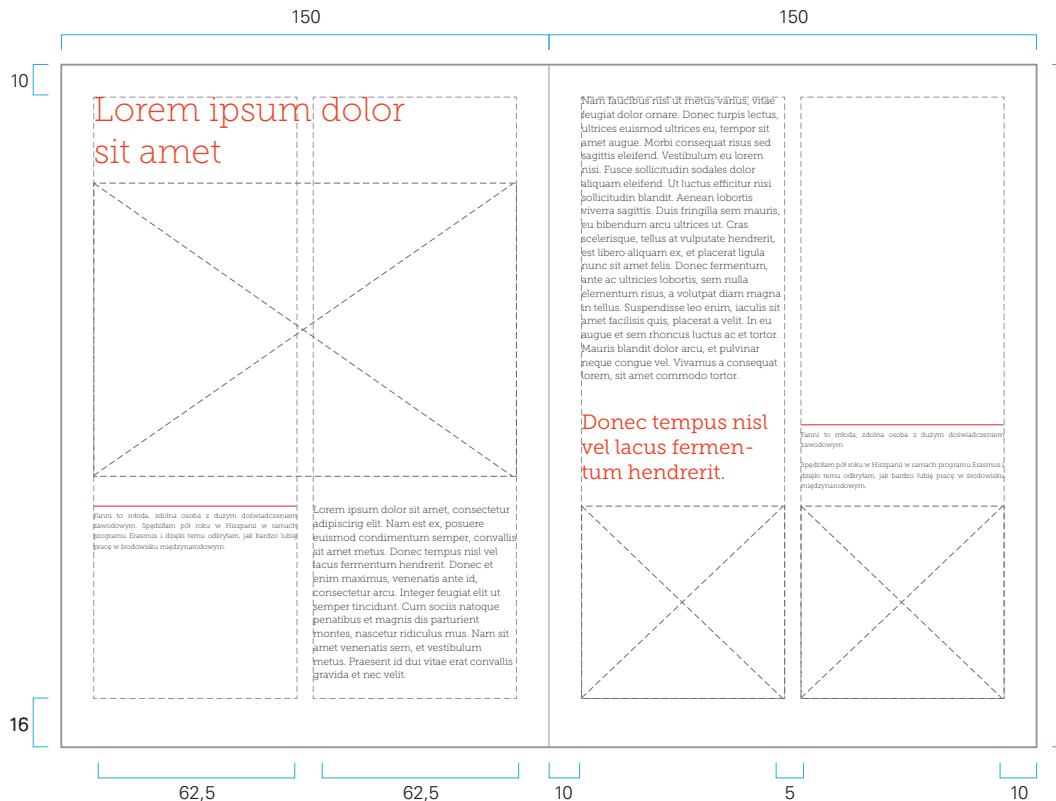 150
150
10
Lorem ipsum dolor
sit amet
Fanni to młoda, zdolna osoba z dużym doświadczeniem
zawodowym. Spędziłam pół roku w Hiszpanii w ramach
programu Erasmus i dzięki temu odkryłam, jak bardzo lubię
pracę w środowisku międzynarodowym.
Lorem ipsum dolor sit amet, consectetur
adipiscing elit. Nam est ex, posuere
euismod condimentum semper, convallis
sit amet metus. Donec tempus nisl vel
lacus fermentum hendrerit. Donec et
enim maximus, venenatis ante id,
consectetur arcu. Integer feugiat elit ut
semper tincidunt. Cum sociis natoque
penatibus et magnis dis parturient
montes, nascetur ridiculus mus. Nam sit
amet venenatis sem, et vestibulum
metus. Praesent id dui vitae erat convallis
gravida et nec velit.
Nam faucibus nisl ut metus varius, vitae
feugiat dolor ornare. Donec turpis lectus,
ultrices euismod ultrices eu, tempor sit
amet augue. Morbi consequat risus sed
sagittis eleifend. Vestibulum eu lorem
nisi. Fusce sollicitudin sodales dolor
aliquam eleifend. Ut luctus efficitur nisi
sollicitudin blandit. Aenean lobortis
viverra sagittis. Duis fringilla sem mauris,
eu bibendum arcu ultrices ut. Cras
scelerisque, tellus at vulputate hendrerit,
est libero aliquam ex, et placerat ligula
nunc sit amet felis. Donec fermentum,
ante ac ultricies lobortis, sem nulla
elementum risus, a volutpat diam magna
in tellus. Suspendisse leo enim, iaculis sit
amet facilisis quis, placerat a velit. In eu
augue et sem rhoncus luctus ac et tortor.
Mauris blandit dolor arcu, et pulvinar
neque congue vel. Vivamus a consequat
lorem, sit amet commodo tortor.
Donec tempus nisl
vel lacus fermen-
tum hendrerit.
Fanni to młoda, zdolna osoba z dużym doświadczeniem
zawodowym.
Spędziłam pół roku w Hiszpanii w ramach programu Erasmus i
dzięki temu odkryłam, jak bardzo lubię pracę w środowisku
międzynarodowym.
16
62,5
62,5
10
5
10